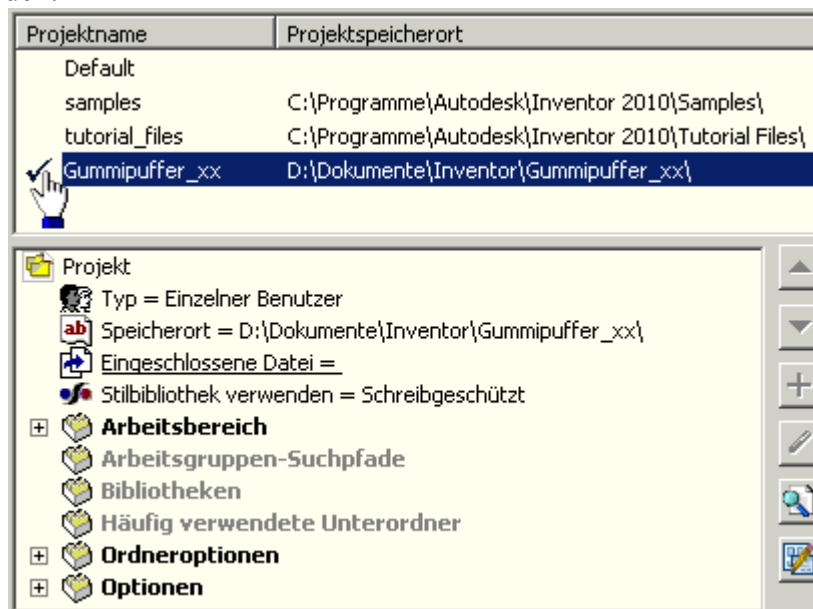 Projektname Projektspeicherort
Default
samples C:\Programme\Autodesk\Inventor 2010\Samples\
tutorial_files C:\Programme\Autodesk\Inventor 2010\Tutorial Files\
Gummipuffer_xx D:\Dokumente\Inventor\Gummipuffer_xx\
Projekt
Typ = Einzelner Benutzer
ab Speicherort = D:\Dokumente\Inventor\Gummipuffer_xx\
Eingeschlossene Datei =
Stilbibliothek verwenden = Schreibgeschützt
Arbeitsbereich
Arbeitsgruppen-Suchpfade
Bibliotheken
Häufig verwendete Unterordner
Ordneroptionen
Optionen